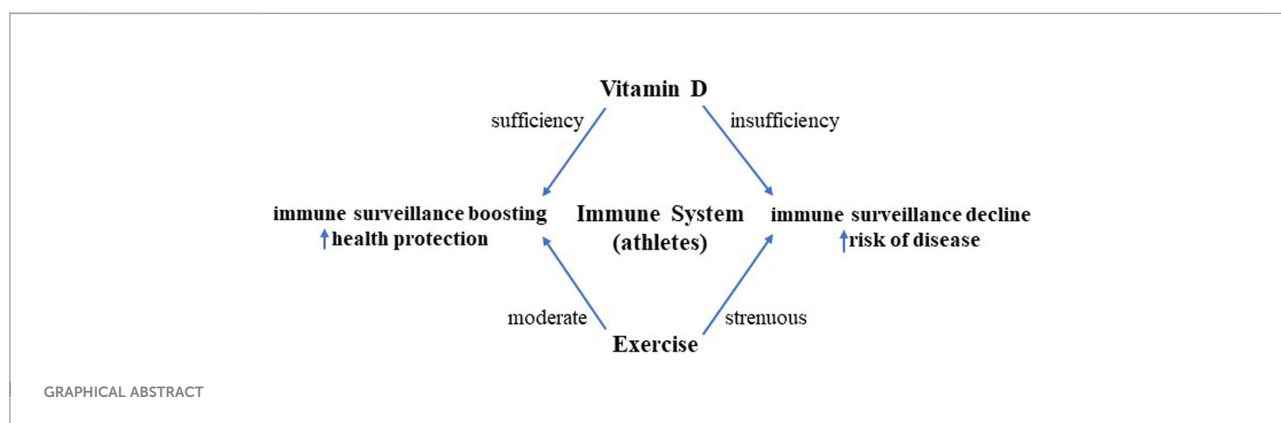 Vitamin D
sufficiency
insufficiency
immune surveillance boosting
↑health protection
Immune System
(athletes)
immune surveillance decline
↑risk of disease
moderate
strenuous
Exercise
GRAPHICAL ABSTRACT